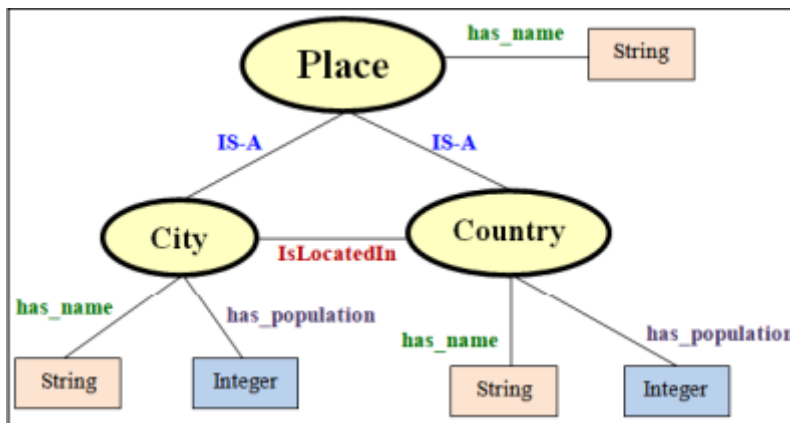 has_name
Place
String
IS-A
IS-A
City
Country
IsLocatedIn
has_name
has_population
has_name
has_population
String
Integer
String
Integer